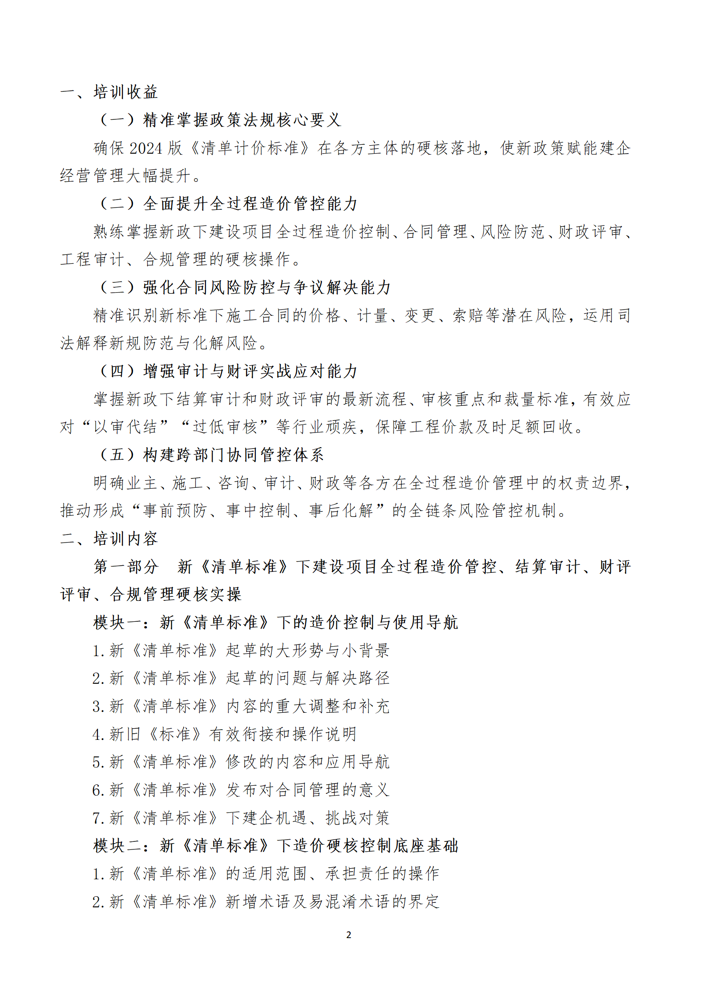 一、培训收益
（一）精准掌握政策法规核心要义
确保 2024 版《清单计价标准》在各方主体的硬核落地，使新政策赋能建企
经营管理大幅提升。
（二）全面提升全过程造价管控能力
熟练掌握新政下建设项目全过程造价控制、合同管理、风险防范、财政评审、
工程审计、合规管理的硬核操作。
（三）强化合同风险防控与争议解决能力
精准识别新标准下施工合同的价格、计量、变更、索赔等潜在风险，运用司
法解释新规防范与化解风险。
（四）增强审计与财评实战应对能力
掌握新政下结算审计和财政评审的最新流程、审核重点和裁量标准，有效应
对“以审代结”“过低审核”等行业顽疾，保障工程价款及时足额回收。
（五）构建跨部门协同管控体系
明确业主、施工、咨询、审计、财政等各方在全过程造价管理中的权责边界，
推动形成“事前预防、事中控制、事后化解”的全链条风险管控机制。
二、培训内容
第一部分　新《清单标准》下建设项目全过程造价管控、结算审计、财评
评审、合规管理硬核实操
模块一：新《清单标准》下的造价控制与使用导航
1.新《清单标准》起草的大形势与小背景
2.新《清单标准》起草的问题与解决路径
3.新《清单标准》内容的重大调整和补充
4.新旧《标准》有效衔接和操作说明
5.新《清单标准》修改的内容和应用导航
6.新《清单标准》发布对合同管理的意义
7.新《清单标准》下建企机遇、挑战对策
模块二：新《清单标准》下造价硬核控制底座基础
1.新《清单标准》的适用范围、承担责任的操作
2.新《清单标准》新增术语及易混淆术语的界定
2